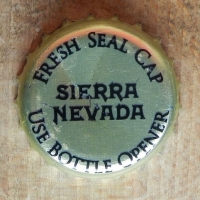 FRESH SEAL CAP
SIERRA
NEVADA
USE BOTTLE OPENER